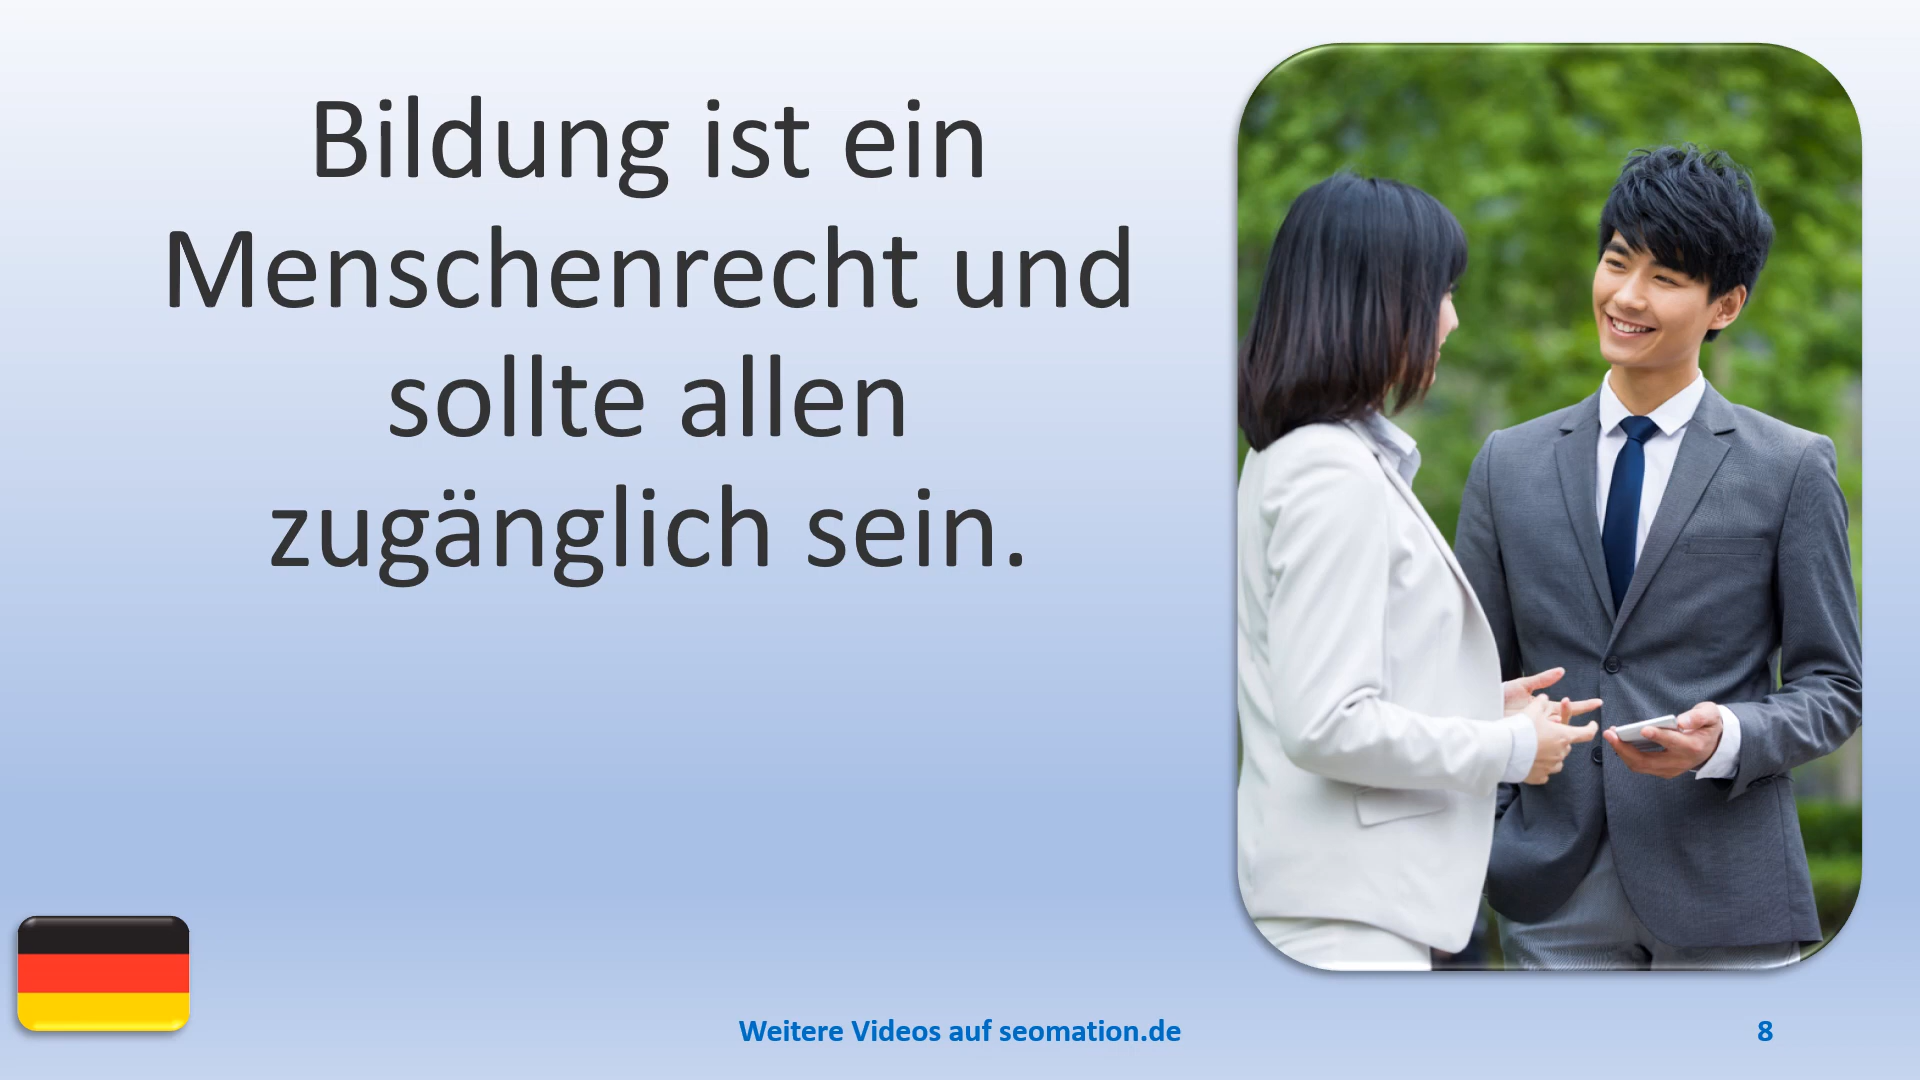 Bildung ist ein
Menschenrecht und
sollte allen
zugänglich sein.
Weitere Videos auf seomation.de
8